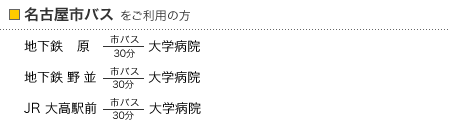 名古屋市バス をご利用の方
地下鉄 原 市バス 30分 大学病院
地下鉄 野並 市バス 30分 大学病院
JR 大高駅前 市バス 30分 大学病院